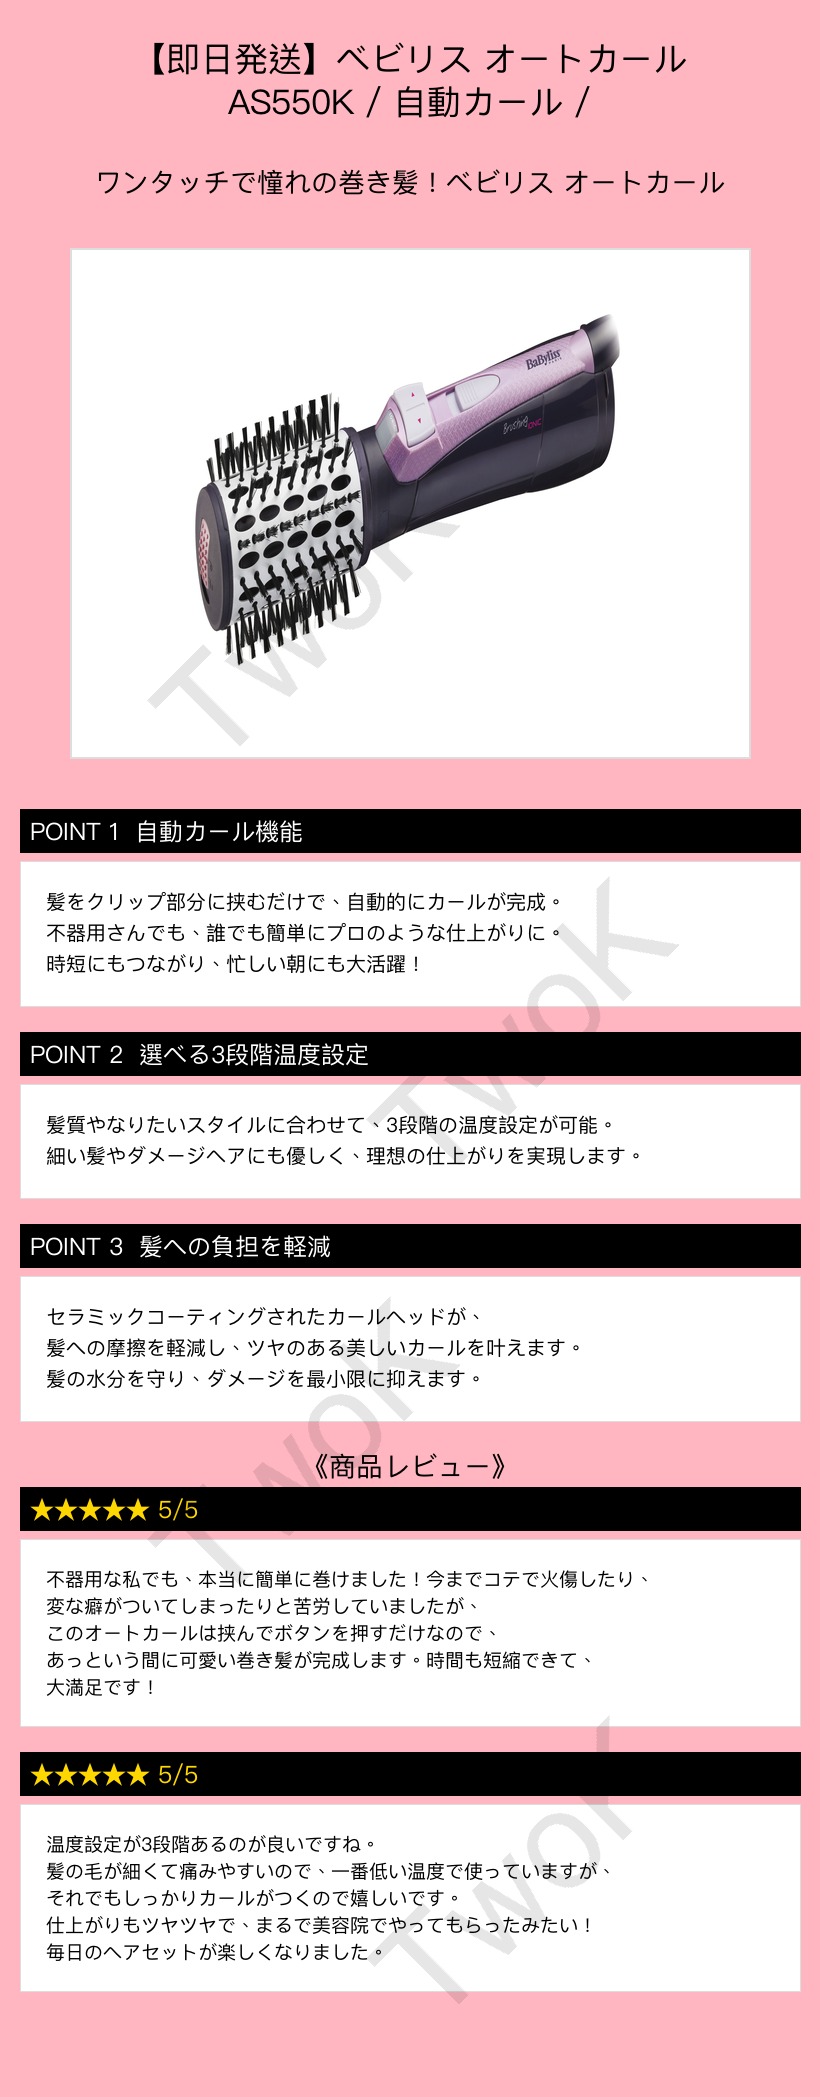 【即日発送】ベビリス オートカール
AS550K / 自動カール /
ワンタッチで憧れの巻き髪！ベビリス オートカール
BaByliss
PARIS
Brushing
TwoK
POINT 1 自動カール機能
髪をクリップ部分に挟むだけで、自動的にカールが完成。
不器用さんでも、誰でも簡単にプロのような仕上がりに。
時短にもつながり、忙しい朝にも大活躍！
TwoK
POINT 2 選べる3段階温度設定
髪質やなりたいスタイルに合わせて、3段階の温度設定が可能。
細い髪やダメージヘアにも優しく、理想の仕上がりを実現します。
POINT 3 髪への負担を軽減
セラミックコーティングされたカールヘッドが、
髪への摩擦を軽減し、ツヤのある美しいカールを叶えます。
髪の水分を守り、ダメージを最小限に抑えます。
TwoK
《商品レビュー》
★★★★★ 5/5
不器用な私でも、本当に簡単に巻けました！今までコテで火傷したり、
変な癖がついてしまったりと苦労していましたが、
このオートカールは挟んでボタンを押すだけなので、
あっという間に可愛い巻き髪が完成します。時間も短縮できて、
大満足です！
★★★★★ 5/5
温度設定が3段階あるのが良いですね。
髪の毛が細くて痛みやすいので、一番低い温度で使っていますが、
それでもしっかりカールがつくので嬉しいです。
仕上がりもツヤツヤで、まるで美容院でやってもらったみたい！
毎日のヘアセットが楽しくなりました。
TwoK